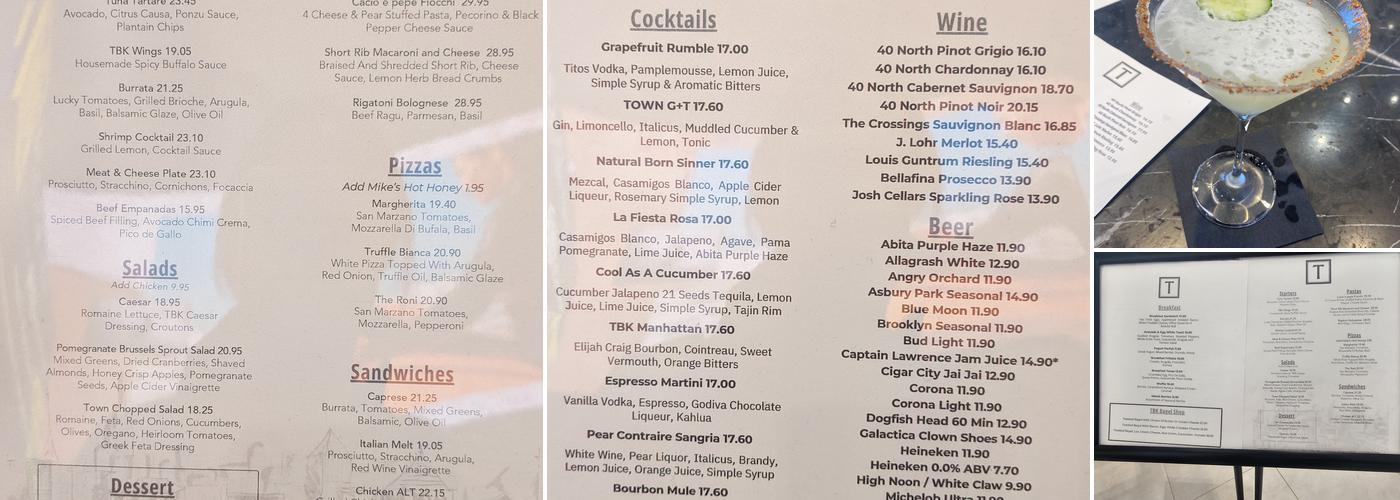 Tuna Tartare 23.45
Avocado, Citrus Causa, Ponzu Sauce,
Plantain Chips
TBK Wings 19.05
Housemade Spicy Buffalo Sauce
Burrata 21.25
Lucky Tomatoes, Grilled Brioche, Arugula,
Basil, Balsamic Glaze, Olive Oil
Shrimp Cocktail 23.10
Grilled Lemon, Cocktail Sauce
Meat & Cheese Plate 23.10
Prosciutto, Stracchino, Cornichons, Focaccia
Beef Empanadas 15.95
Spiced Beef Filling, Avocado Chimi Crema,
Pico de Gallo
Salads
Add Chicken 9.95
Caesar 18.95
Romaine Lettuce, TBK Caesar
Dressing, Croutons
Pomegranate Brussels Sprout Salad 20.95
Mixed Greens, Dried Cranberries, Shaved
Almonds, Honey Crisp Apples, Pomegranate
Seeds, Apple Cider Vinaigrette
Town Chopped Salad 18.25
Romaine, Feta, Red Onions, Cucumbers,
Olives, Oregano, Heirloom Tomatoes,
Greek Feta Dressing
Dessert
Cacio e pepe Fiocchi 29.95
4 Cheese & Pear Stuffed Pasta, Pecorino & Black
Pepper Cheese Sauce
Short Rib Macaroni and Cheese 28.95
Braised And Shredded Short Rib, Cheese
Sauce, Lemon Herb Bread Crumbs
Rigatoni Bolognese 28.95
Beef Ragu, Parmesan, Basil
Pizzas
Add Mike's Hot Honey 1.95
Margherita 19.40
San Marzano Tomatoes,
Mozzarella Di Bufala, Basil
Truffle Bianca 20.90
White Pizza Topped With Arugula,
Red Onion, Truffle Oil, Balsamic Glaze
The Roni 20.90
San Marzano Tomatoes,
Mozzarella, Pepperoni
Sandwiches
Caprese 21.25
Burrata, Tomatoes, Mixed Greens,
Balsamic, Olive Oil
Italian Melt 19.05
Prosciutto, Stracchino, Arugula,
Red Wine Vinaigrette
Chicken ALT 22.15
Cocktails
Grapefruit Rumble 17.00
Titos Vodka, Pamplemousse, Lemon Juice,
Simple Syrup & Aromatic Bitters
TOWN G+T 17.60
Gin, Limoncello, Italicus, Muddled Cucumber &
Lemon, Tonic
Natural Born Sinner 17.60
Mezcal, Casamigos Blanco, Apple Cider
Liqueur, Rosemary Simple Syrup, Lemon
La Fiesta Rosa 17.00
Casamigos Blanco, Jalapeno, Agave, Pama
Pomegranate, Lime Juice, Abita Purple Haze
Cool As A Cucumber 17.60
Cucumber Jalapeno 21 Seeds Tequila, Lemon
Juice, Lime Juice, Simple Syrup, Tajin Rim
TBK Manhattan 17.60
Elijah Craig Bourbon, Cointreau, Sweet
Vermouth, Orange Bitters
Espresso Martini 17.00
Vanilla Vodka, Espresso, Godiva Chocolate
Liqueur, Kahlua
Pear Contraire Sangria 17.60
White Wine, Pear Liquor, Italicus, Brandy,
Lemon Juice, Orange Juice, Simple Syrup
Bourbon Mule 17.60
Wine
40 North Pinot Grigio 16.10
40 North Chardonnay 16.10
40 North Cabernet Sauvignon 18.70
40 North Pinot Noir 20.15
The Crossings Sauvignon Blanc 16.85
J. Lohr Merlot 15.40
Louis Guntrum Riesling 15.40
Bellafina Prosecco 13.90
Josh Cellars Sparkling Rose 13.90
Beer
Abita Purple Haze 11.90
Allagrash White 12.90
Angry Orchard 11.90
Asbury Park Seasonal 14.90
Blue Moon 11.90
Brooklyn Seasonal 11.90
Bud Light 11.90
Captain Lawrence Jam Juice 14.90*
Cigar City Jai Jai 12.90
Corona 11.90
Corona Light 11.90
Dogfish Head 60 Min 12.90
Galactica Clown Shoes 14.90
Heineken 11.90
Heineken 0.0% ABV 7.70
High Noon / White Claw 9.90
Michelob Ultra 11.90
T
Wine
T
Breakfast
TBK Bagel Shop
T
Starters
Salads
Dessert
Pastas
Pizzas
Sandwiches